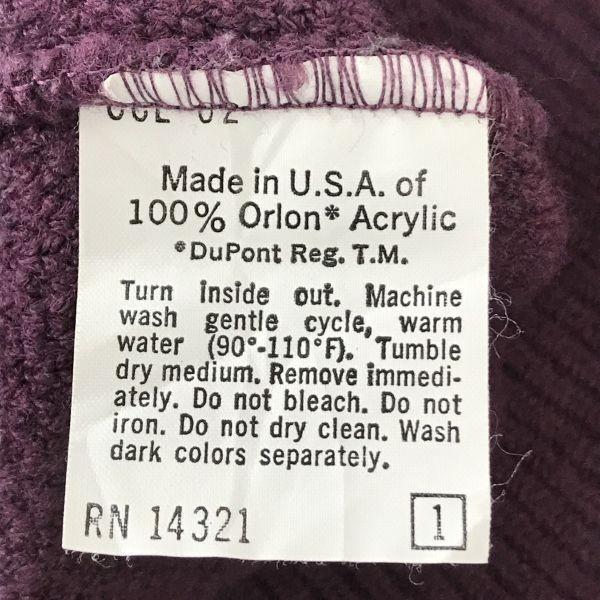 Made in U.S.A. of
100% Orlon* Acrylic
*DuPont Reg. T.M.
Turn inside out. Machine
wash gentle cycle, warm
water (90°-110°F). Tumble
dry medium. Remove immedi-
ately. Do not bleach. Do not
iron. Do not dry clean. Wash
dark colors separately.
RN 14321 1